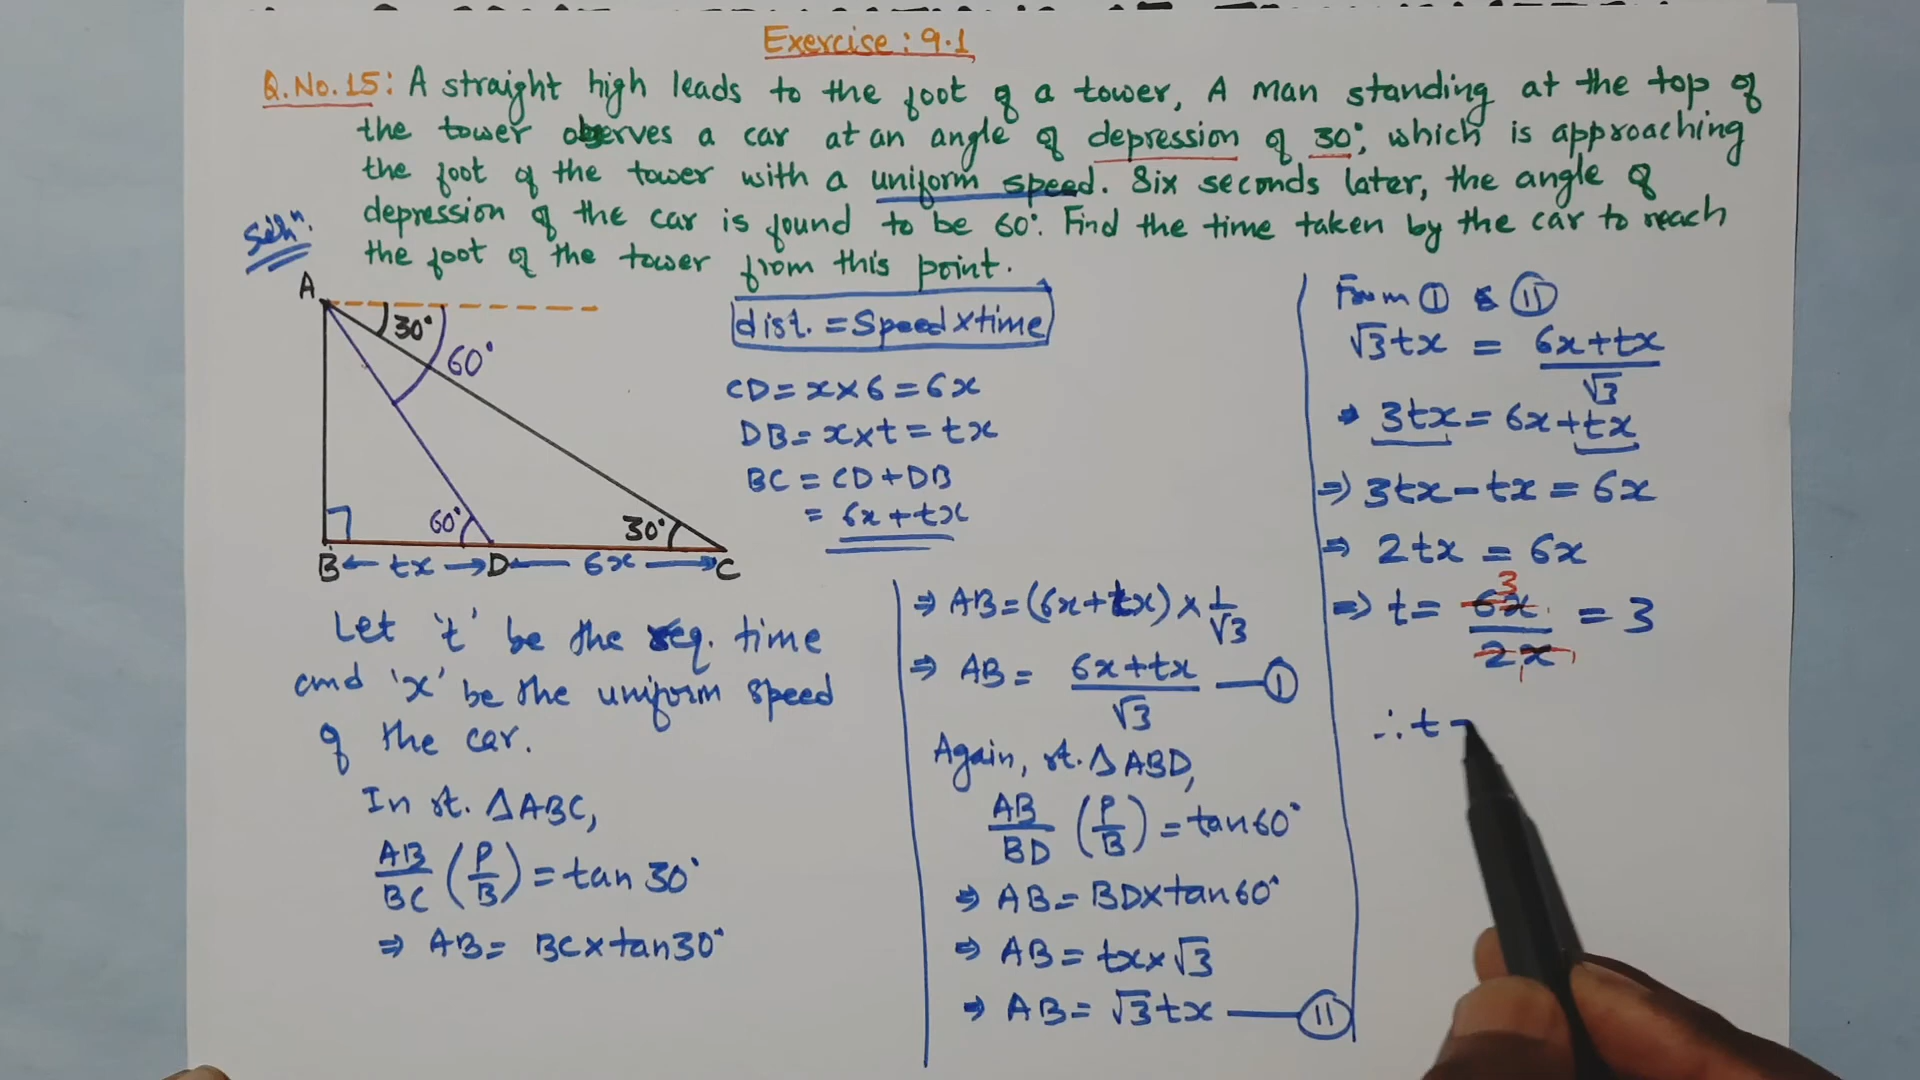 Exercise: 9.1
Q.No.15: A straight high leads to the foot of a tower, A man standing at the top of
the tower observes a car at an angle of depression of 30°, which is approaching
the foot of the tower with a uniform speed. Six seconds later, the angle of
depression of the car is found to be 60°. Find the time taken by the car to reach
the foot of the tower from this point.
Solⁿ.
A
30°
60°
60°
30°
B ← tx → D ← 6x → C
Let 't' be the req. time
and 'x' be the uniform speed
of the car.
In rt. ΔABC,
AB/BC (P/B) = tan 30°
⇒ AB = BC×tan30°
dist. = Speed×time
CD = x×6 = 6x
DB = x×t = tx
BC = CD+DB
= 6x+tx
⇒ AB = (6x+tx)×1/√3
⇒ AB = 6x+tx/√3 — I
Again, rt. ΔABD,
AB/BD (P/B) = tan60°
⇒ AB = BD×tan60°
⇒ AB = tx×√3
⇒ AB = √3tx — II
From I & II
√3tx = 6x+tx/√3
⇒ 3tx = 6x+tx
⇒ 3tx-tx = 6x
⇒ 2tx = 6x
3
⇒ t = 6x/2x = 3
1
∴ t =